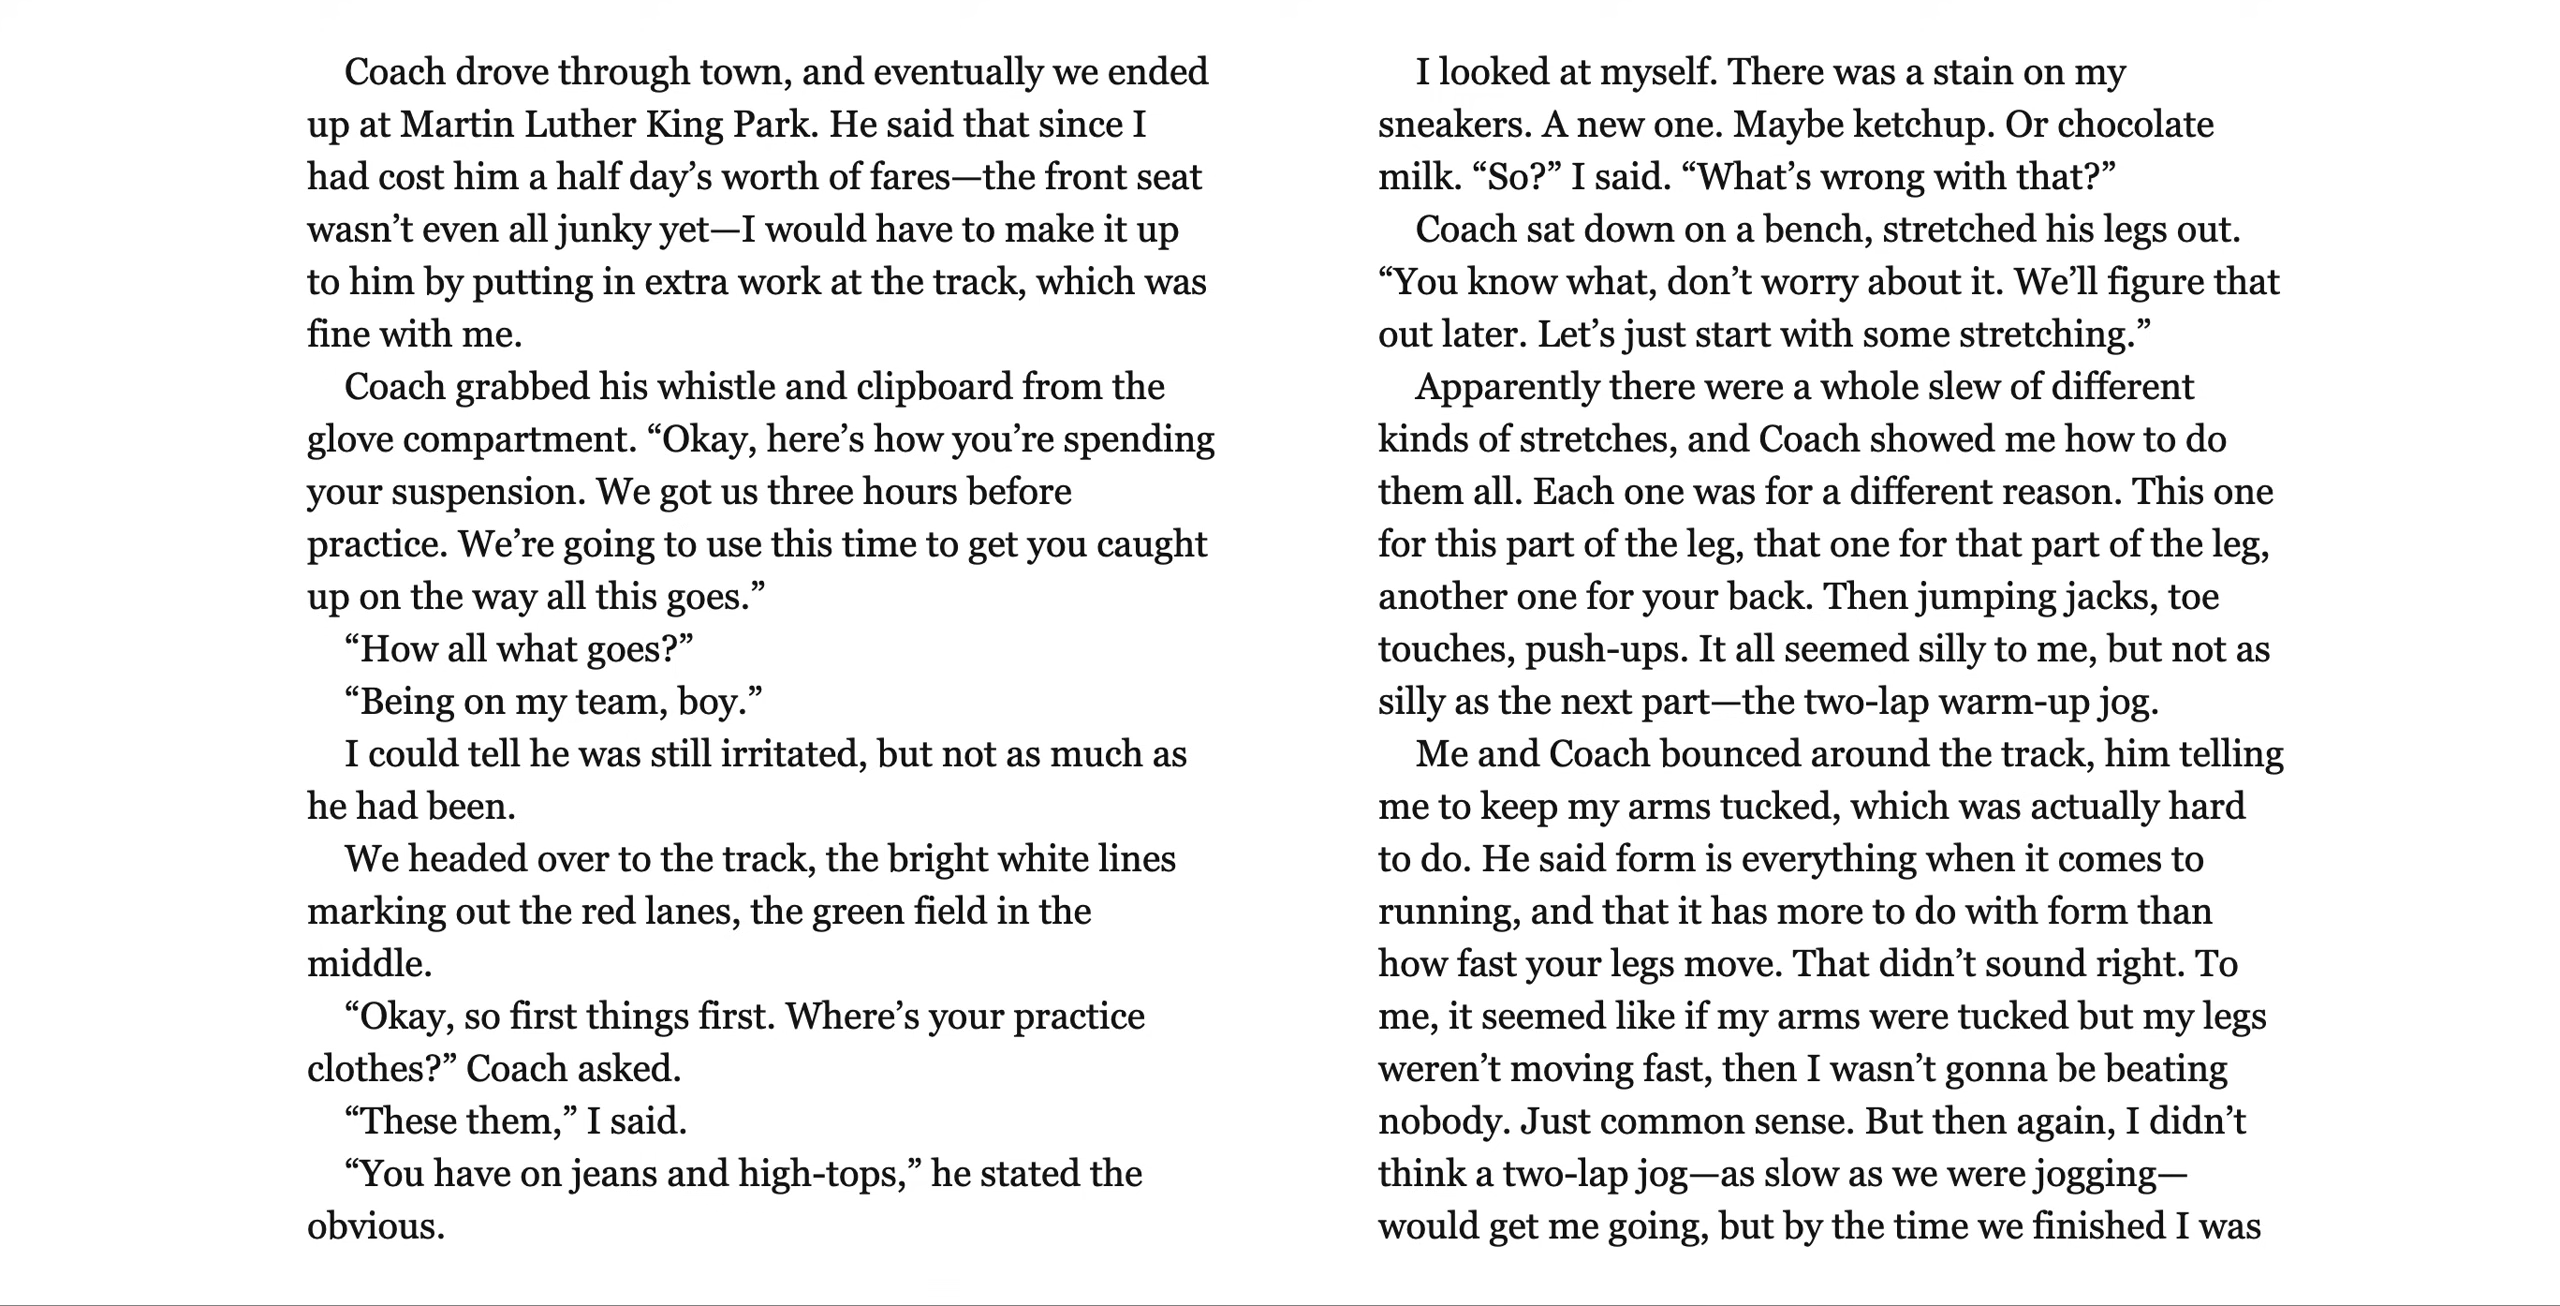 Coach drove through town, and eventually we ended
up at Martin Luther King Park. He said that since I
had cost him a half day’s worth of fares—the front seat
wasn’t even all junky yet—I would have to make it up
to him by putting in extra work at the track, which was
fine with me.
Coach grabbed his whistle and clipboard from the
glove compartment. “Okay, here’s how you’re spending
your suspension. We got us three hours before
practice. We’re going to use this time to get you caught
up on the way all this goes.”
“How all what goes?”
“Being on my team, boy.”
I could tell he was still irritated, but not as much as
he had been.
We headed over to the track, the bright white lines
marking out the red lanes, the green field in the
middle.
“Okay, so first things first. Where’s your practice
clothes?” Coach asked.
“These them,” I said.
“You have on jeans and high-tops,” he stated the
obvious.
I looked at myself. There was a stain on my
sneakers. A new one. Maybe ketchup. Or chocolate
milk. “So?” I said. “What’s wrong with that?”
Coach sat down on a bench, stretched his legs out.
“You know what, don’t worry about it. We’ll figure that
out later. Let’s just start with some stretching.”
Apparently there were a whole slew of different
kinds of stretches, and Coach showed me how to do
them all. Each one was for a different reason. This one
for this part of the leg, that one for that part of the leg,
another one for your back. Then jumping jacks, toe
touches, push-ups. It all seemed silly to me, but not as
silly as the next part—the two-lap warm-up jog.
Me and Coach bounced around the track, him telling
me to keep my arms tucked, which was actually hard
to do. He said form is everything when it comes to
running, and that it has more to do with form than
how fast your legs move. That didn’t sound right. To
me, it seemed like if my arms were tucked but my legs
weren’t moving fast, then I wasn’t gonna be beating
nobody. Just common sense. But then again, I didn’t
think a two-lap jog—as slow as we were jogging—
would get me going, but by the time we finished I was